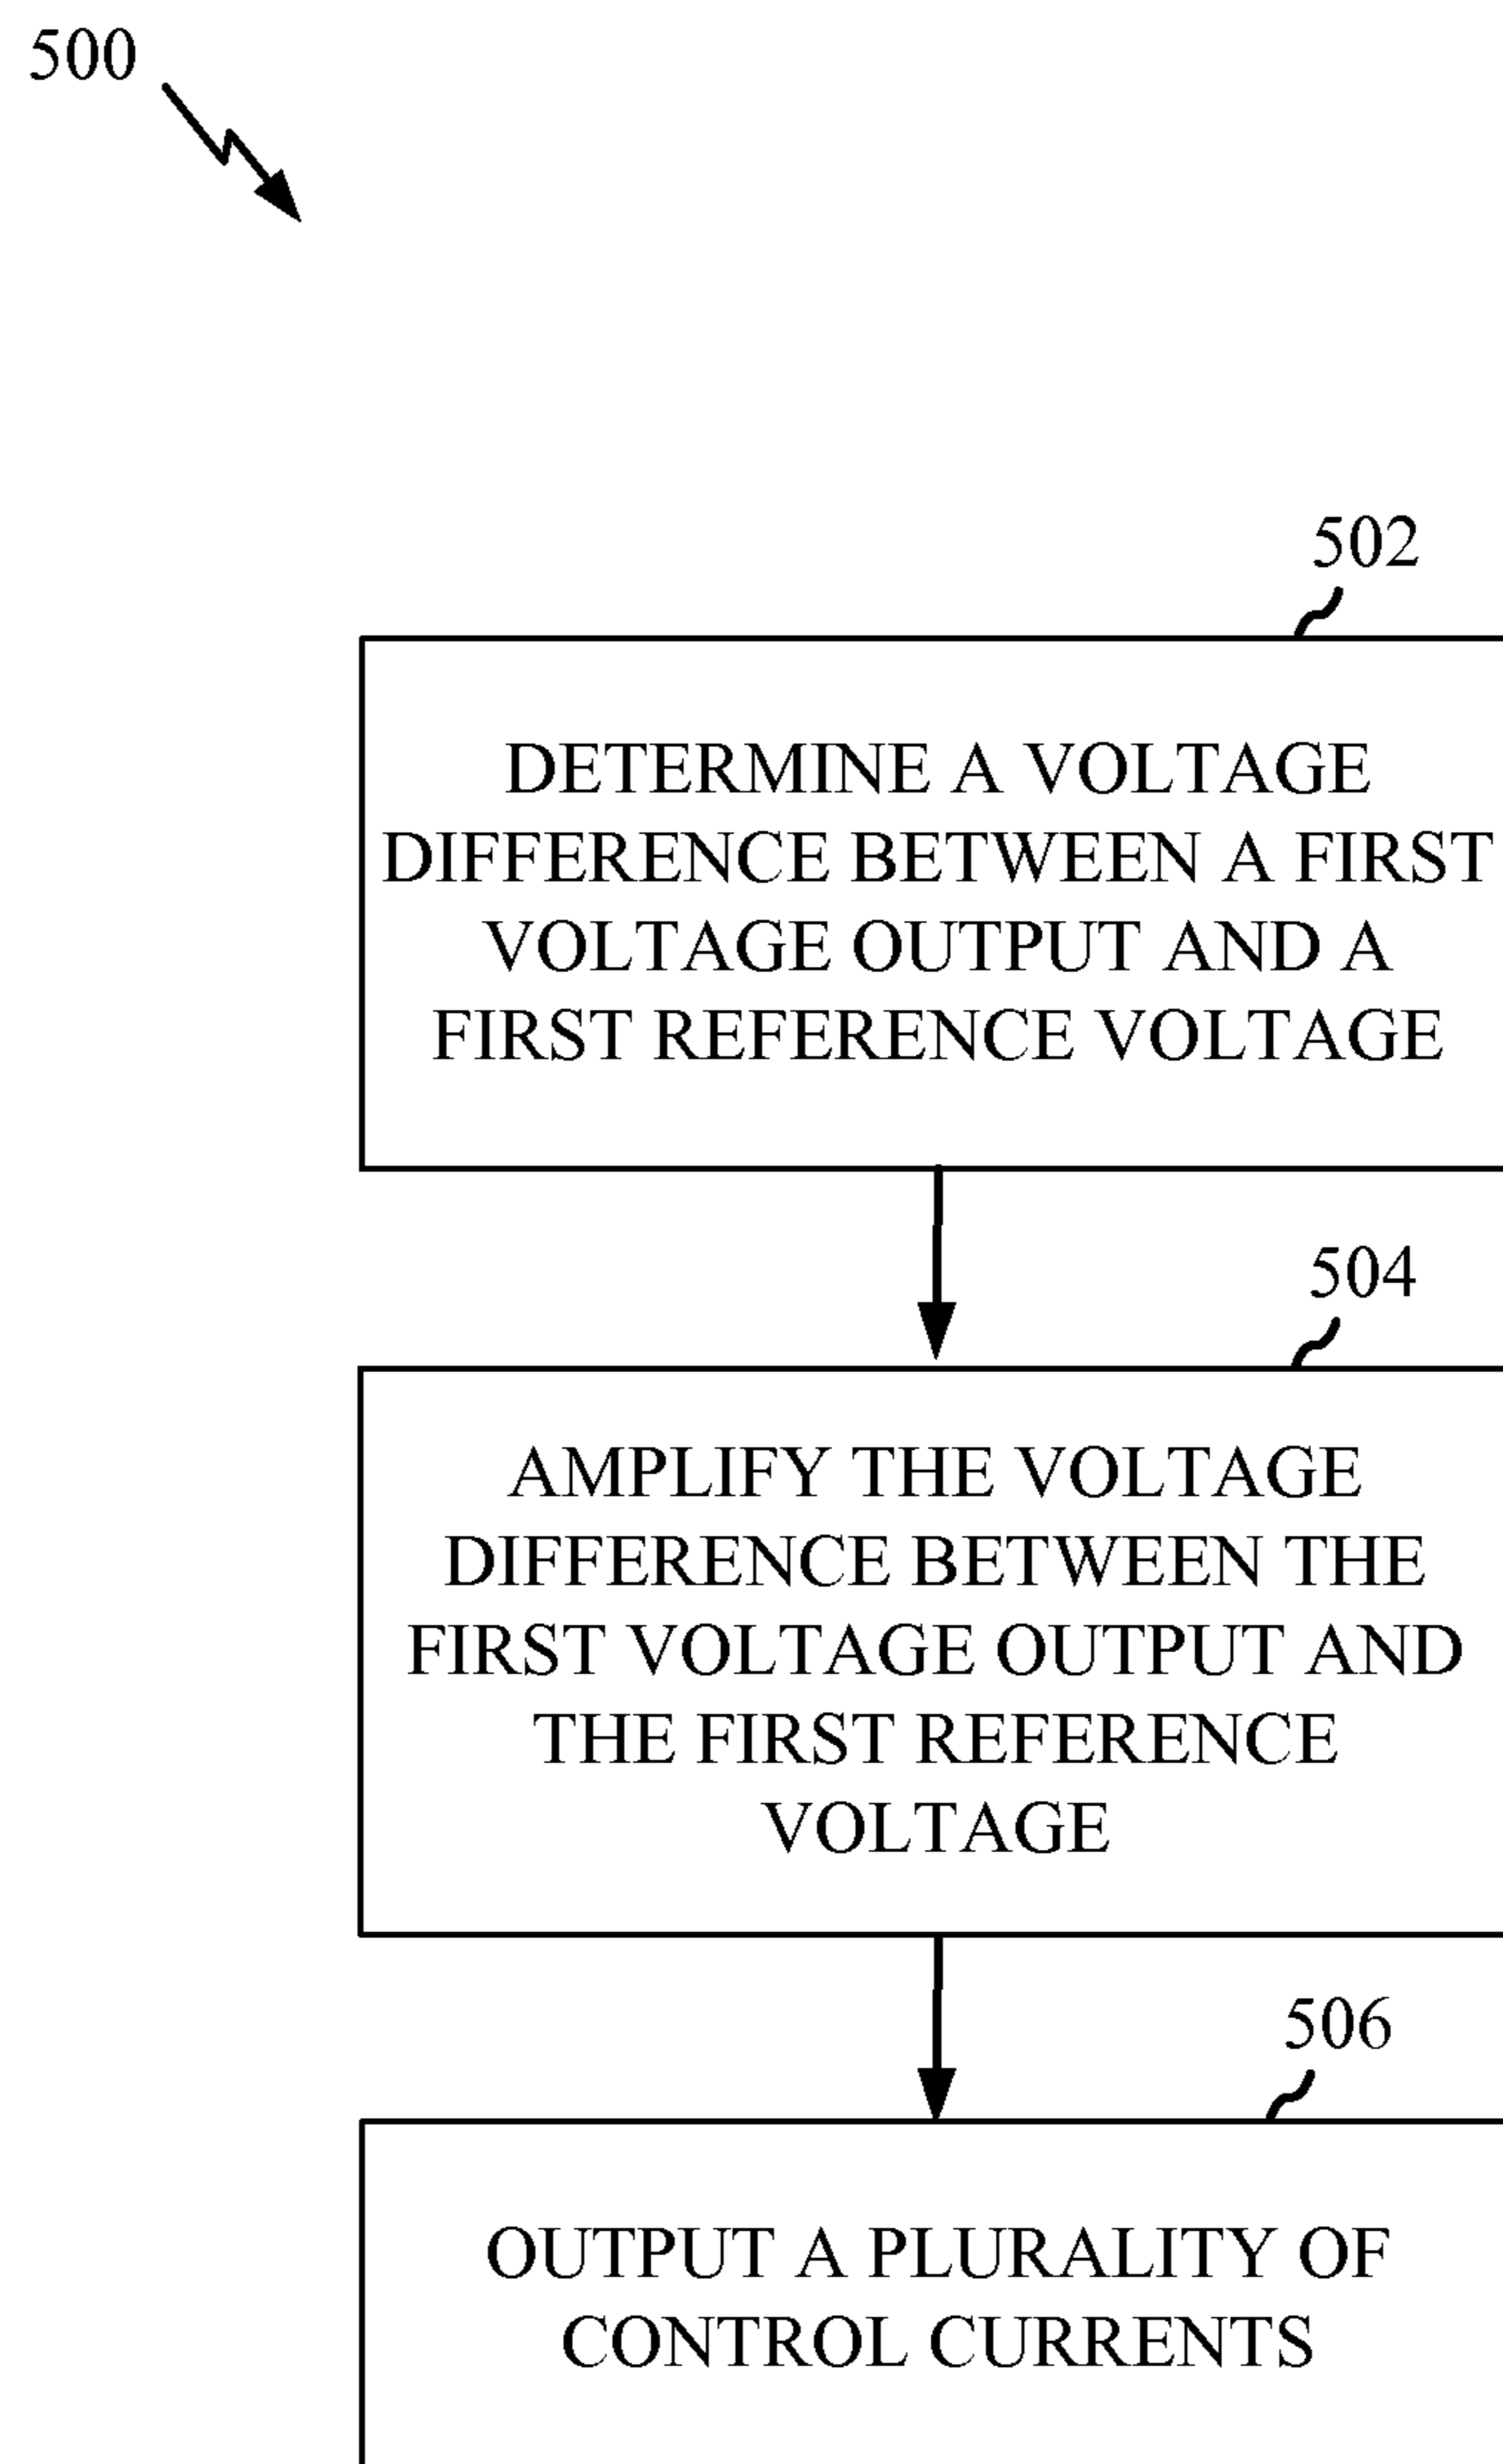 500
502
DETERMINE A VOLTAGE
DIFFERENCE BETWEEN A FIRST
VOLTAGE OUTPUT AND A
FIRST REFERENCE VOLTAGE
504
AMPLIFY THE VOLTAGE
DIFFERENCE BETWEEN THE
FIRST VOLTAGE OUTPUT AND
THE FIRST REFERENCE
VOLTAGE
506
OUTPUT A PLURALITY OF
CONTROL CURRENTS